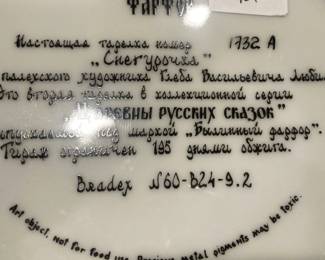 ФАРФОР
Настоящая тарелка номер 1732 А
„Снегурочка"
палехского художника Глеба Васильевича Люби
Это вторая тарелка в коллекционной серии
РУССКИХ СКАЗОК"
под маркой „Былинный фарфор".
Тираж ограничен 195 днями обжига.
Bradex N60-B24-9.2
Art object. not for food use. Precious metal pigments may be toxic.